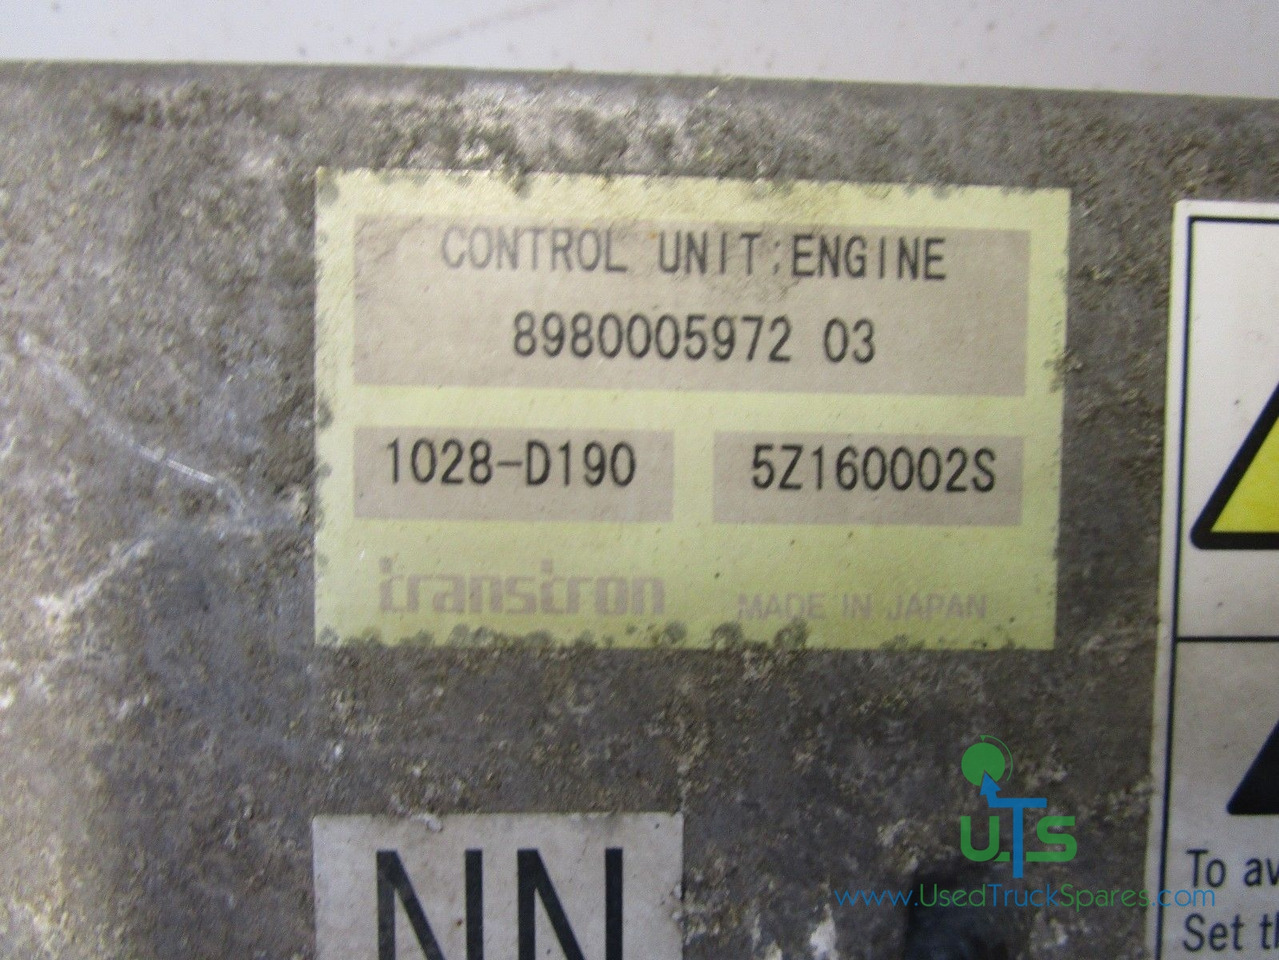 CONTROL UNIT;ENGINE
8980005972 03
1028-D190
5Z160002S
transtron
MADE IN JAPAN
NN
UTS
www.UsedTruckSpares.com
To av
Set th